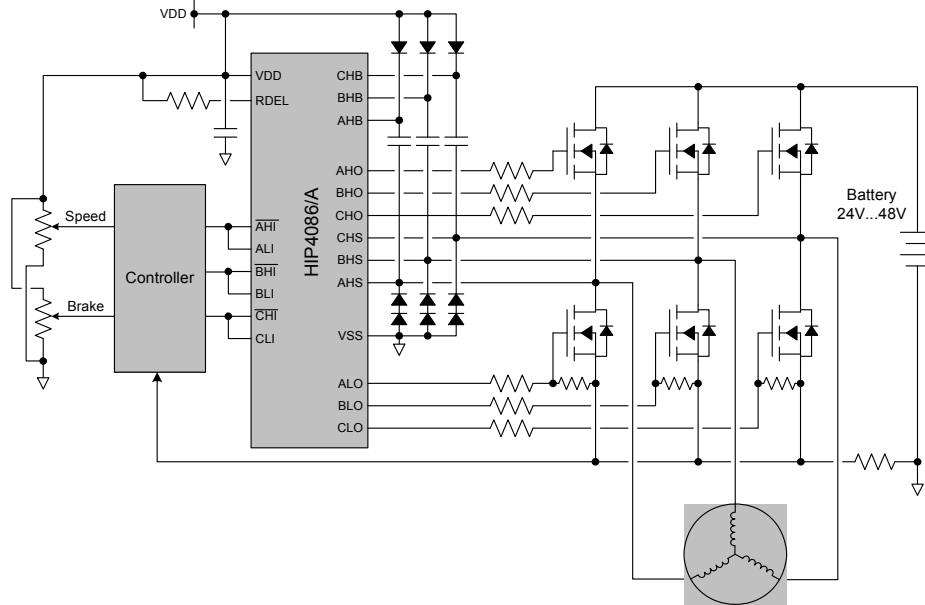 VDD
VDD
RDEL
CHB
BHB
AHB
AHO
BHO
CHO
CHS
BHS
AHS
VSS
ALO
BLO
CLO
HIP4086/A
AHI
ALI
BHI
BLI
CHI
CLI
Controller
Speed
Brake
Battery
24V...48V